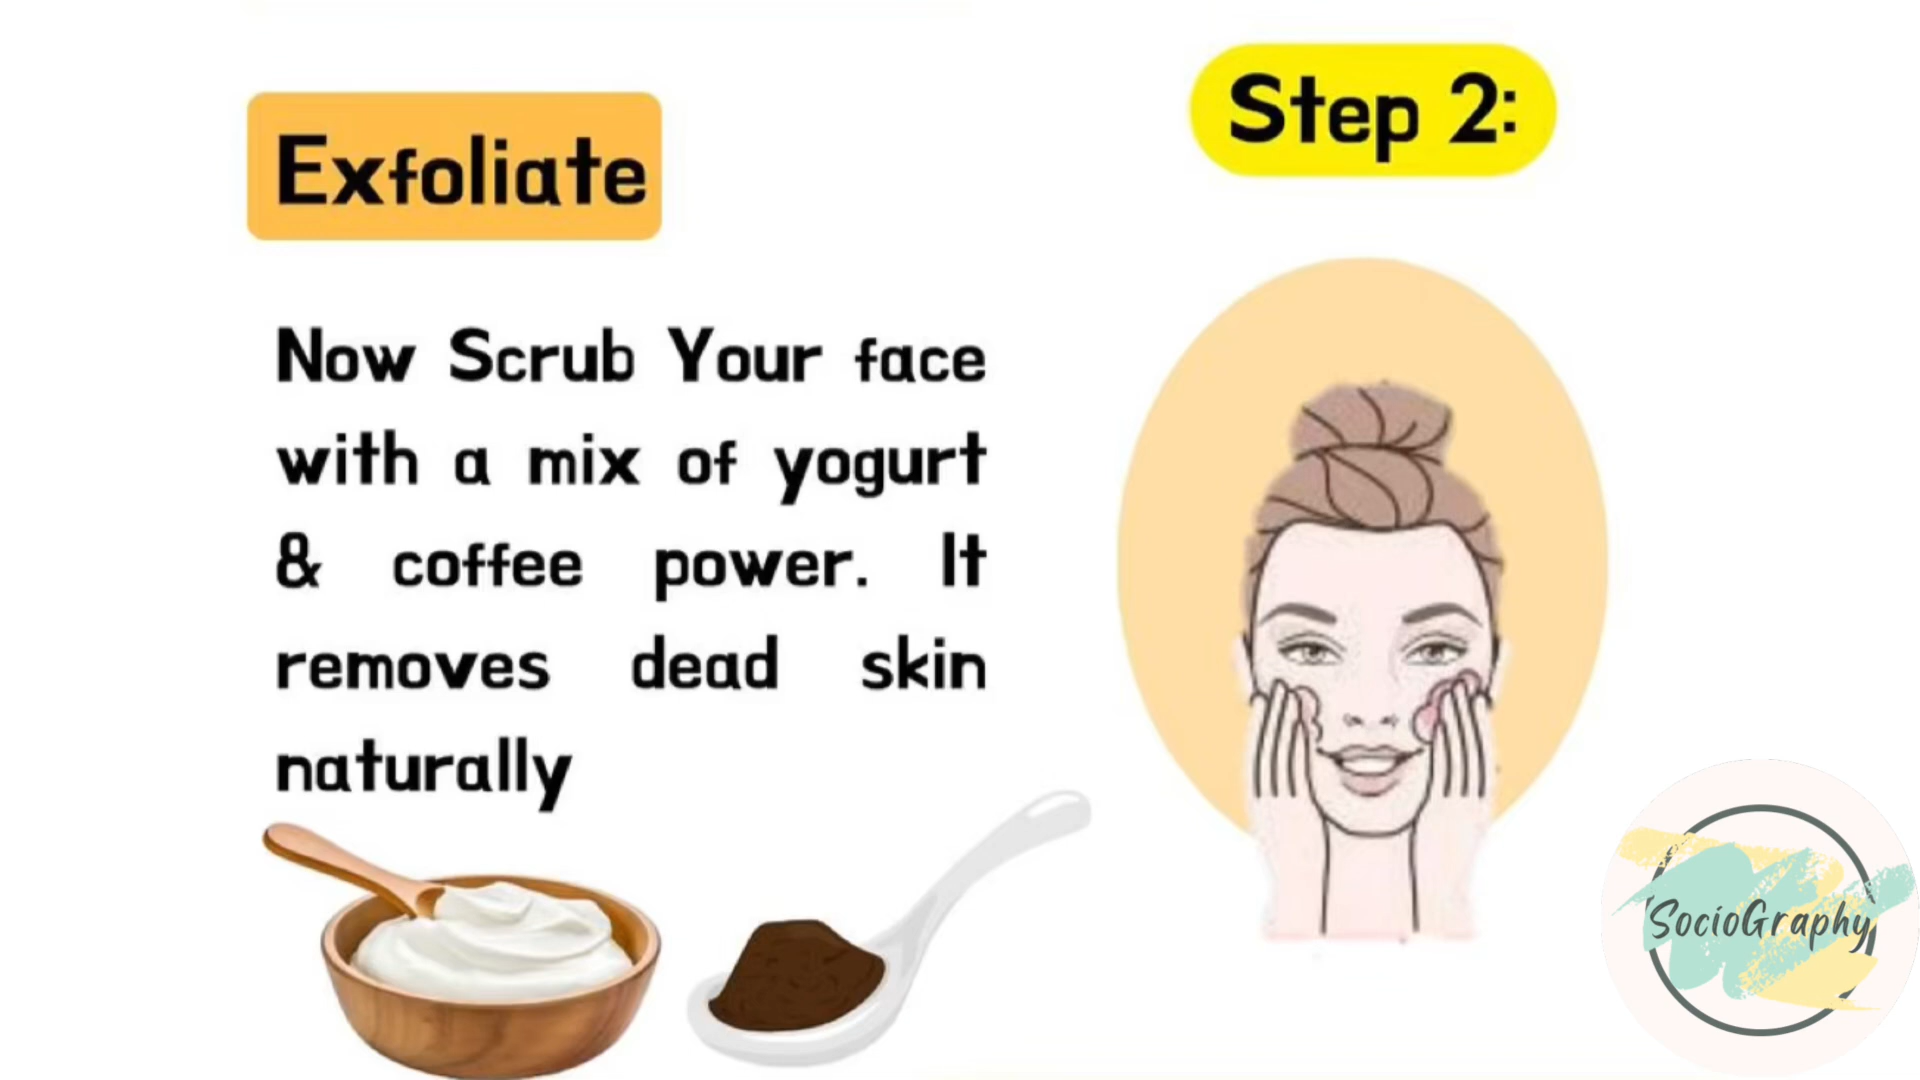 Step 2:
Exfoliate
Now Scrub Your face
with a mix of yogurt
& coffee power. It
removes dead skin
naturally
SocioGraphy